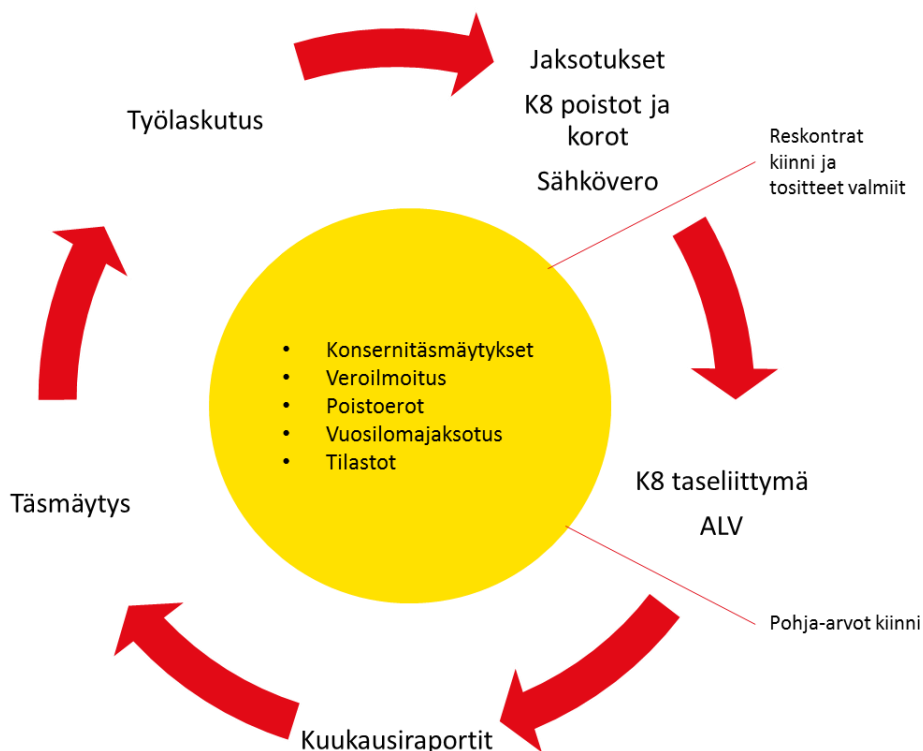 Jaksotukset
K8 poistot ja
korot
Sähkövero
Työlaskutus
Reskontrat
kiinni ja
tositteet valmiit
• Konsernitäsmäytykset
• Veroilmoitus
• Poistoerot
• Vuosilomajaksotus
• Tilastot
K8 taseliittymä
ALV
Täsmäytys
Pohja-arvot kiinni
Kuukausiraportit